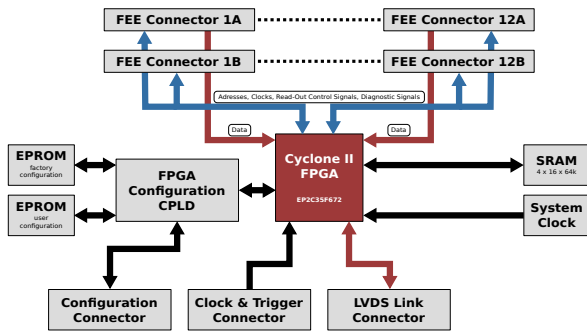 FEE Connector 1A
FEE Connector 12A
FEE Connector 1B
FEE Connector 12B
Adresses, Clocks, Read-Out Control Signals, Diagnostic Signals
Data
Data
EPROM
factory
configuration
EPROM
user
configuration
FPGA
Configuration
CPLD
Cyclone II
FPGA
EP2C35F672
SRAM
4 x 16 x 64k
System
Clock
Configuration
Connector
Clock & Trigger
Connector
LVDS Link
Connector